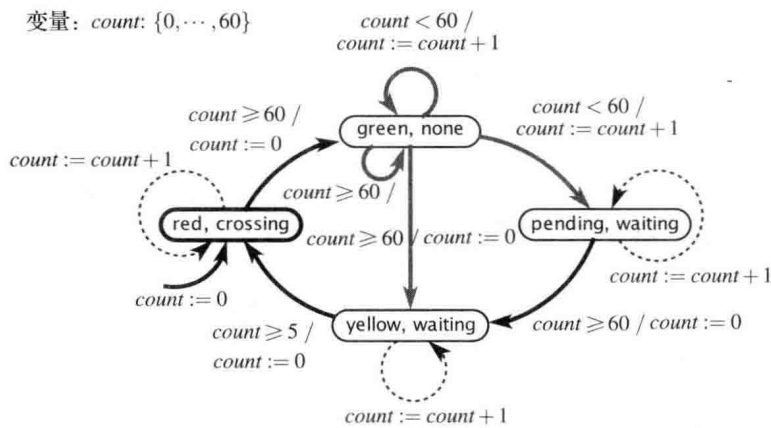 变量：count: {0,⋯,60}
count < 60 /
count := count + 1
count ≥ 60 /
count := 0
green, none
count < 60 /
count := count + 1
count := count + 1
count ≥ 60 /
red, crossing
pending, waiting
count ≥ 60 / count := 0
count := count + 1
count := 0
yellow, waiting
count ≥ 60 / count := 0
count ≥ 5 /
count := 0
count := count + 1